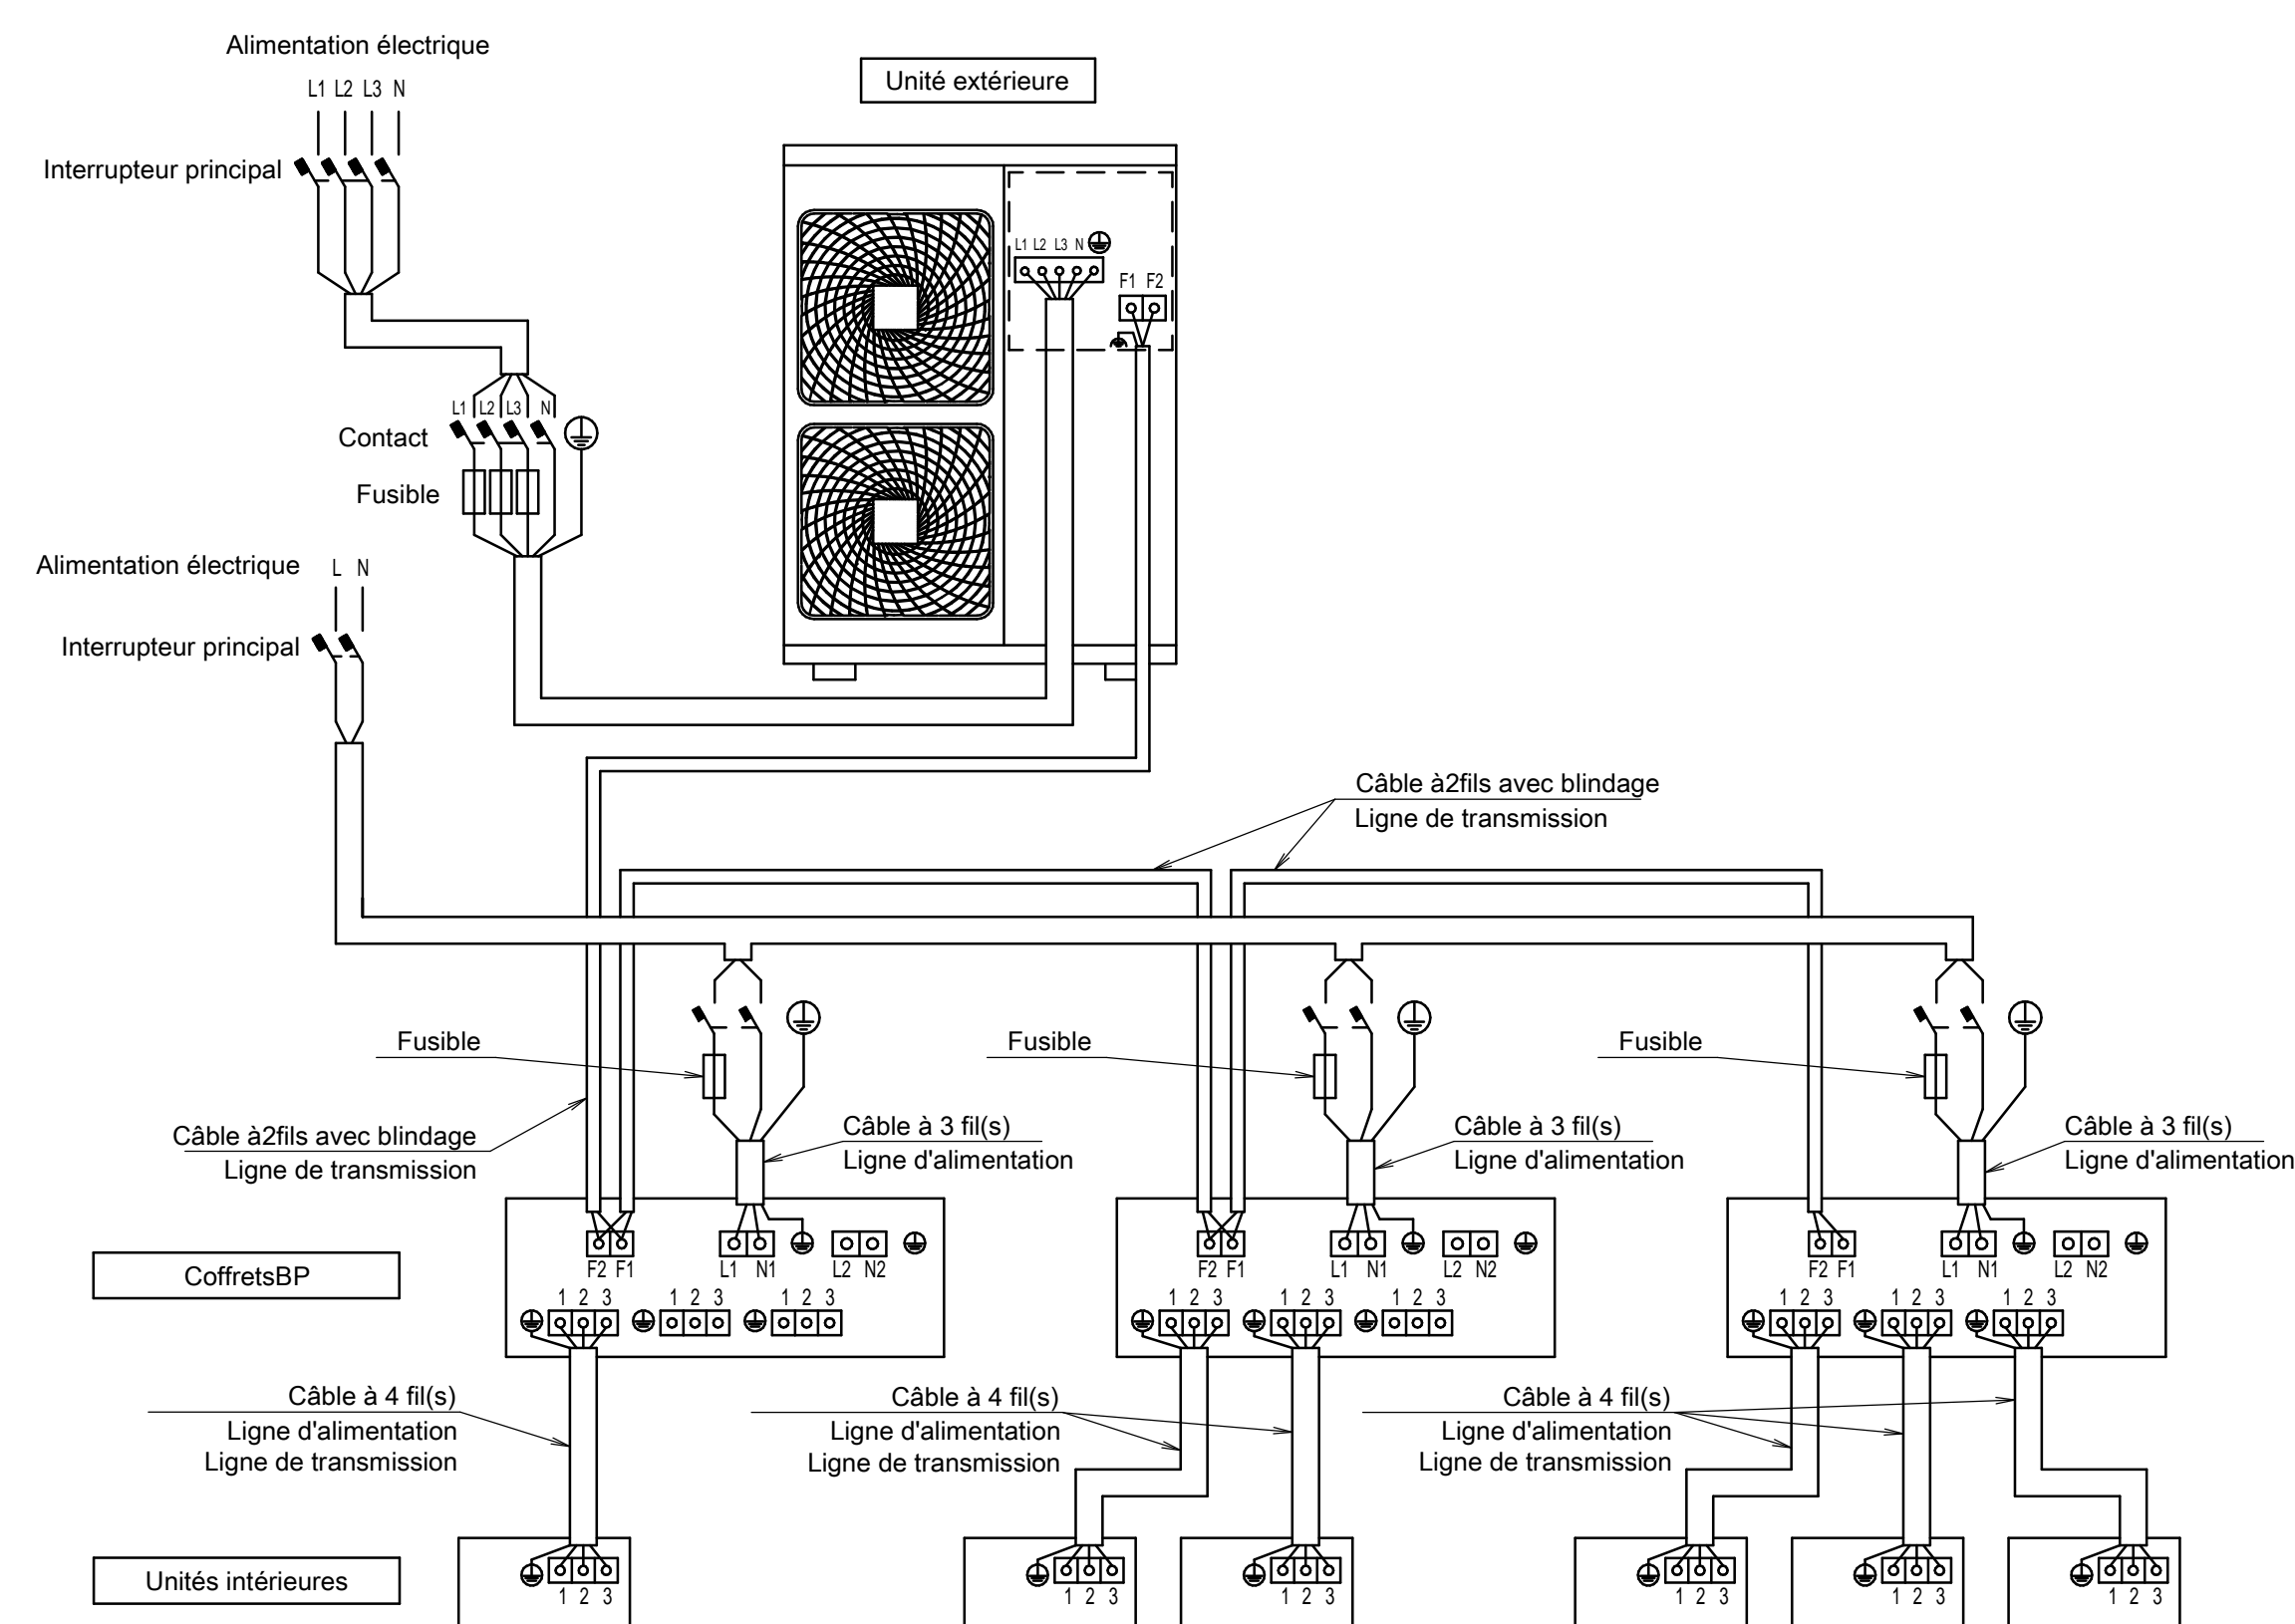 Alimentation électrique
L1 L2 L3 N
Interrupteur principal
Unité extérieure
L1 L2 L3 N
F1 F2
L1 L2 L3 N
Contact
Fusible
Alimentation électrique L N
Interrupteur principal
Câble à2fils avec blindage
Ligne de transmission
Fusible
Fusible
Fusible
Câble à2fils avec blindage
Ligne de transmission
Câble à 3 fil(s)
Ligne d'alimentation
Câble à 3 fil(s)
Ligne d'alimentation
Câble à 3 fil(s)
Ligne d'alimentation
CoffretsBP
F2 F1 L1 N1 L2 N2
1 2 3 1 2 3 1 2 3
F2 F1 L1 N1 L2 N2
1 2 3 1 2 3 1 2 3
F2 F1 L1 N1 L2 N2
1 2 3 1 2 3 1 2 3
Câble à 4 fil(s)
Ligne d'alimentation
Ligne de transmission
Câble à 4 fil(s)
Ligne d'alimentation
Ligne de transmission
Câble à 4 fil(s)
Ligne d'alimentation
Ligne de transmission
Unités intérieures
1 2 3
1 2 3
1 2 3
1 2 3
1 2 3
1 2 3